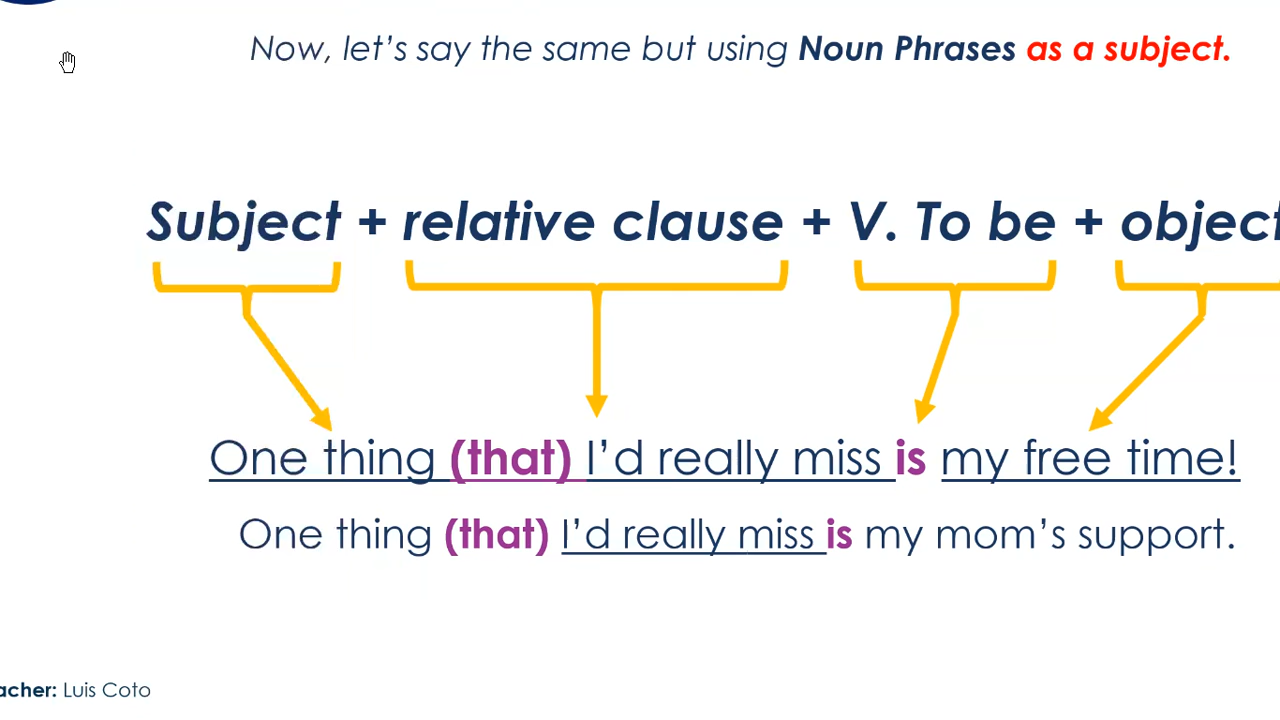 Now, let's say the same but using Noun Phrases as a subject.
Subject + relative clause + V. To be + object
One thing (that) I'd really miss is my free time!
One thing (that) I'd really miss is my mom's support.
acher: Luis Coto